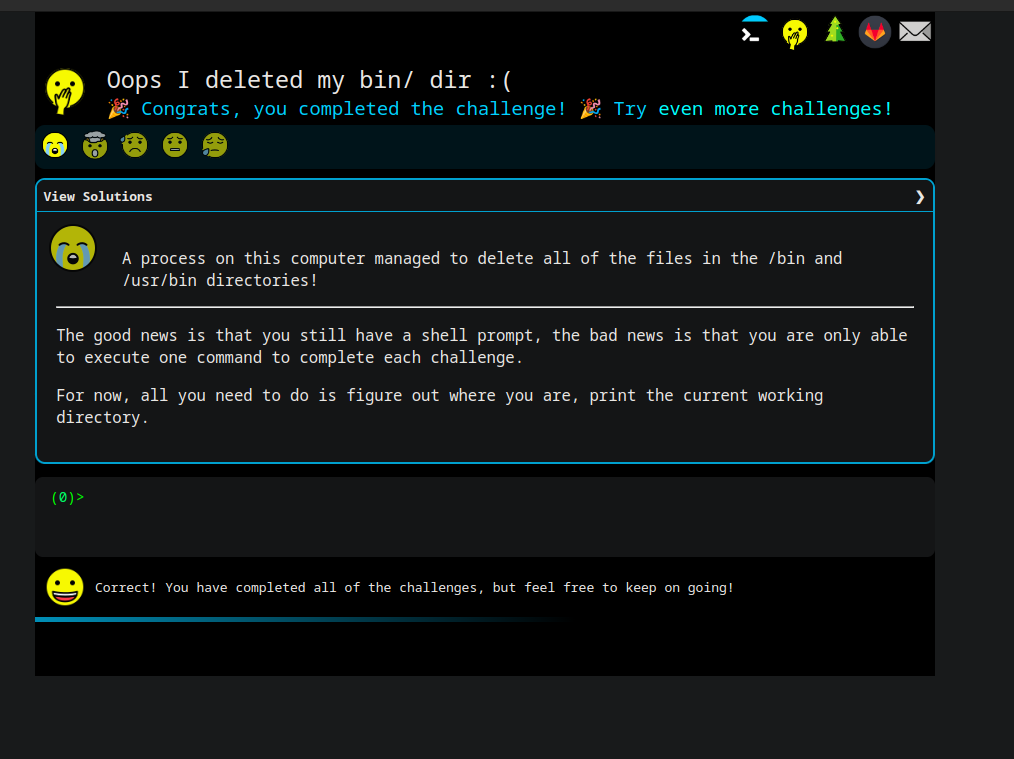 Oops I deleted my bin/ dir :(
🎉 Congrats, you completed the challenge! 🎉 Try even more challenges!
View Solutions ❯
A process on this computer managed to delete all of the files in the /bin and
/usr/bin directories!
The good news is that you still have a shell prompt, the bad news is that you are only able
to execute one command to complete each challenge.
For now, all you need to do is figure out where you are, print the current working
directory.
(0)>
Correct! You have completed all of the challenges, but feel free to keep on going!